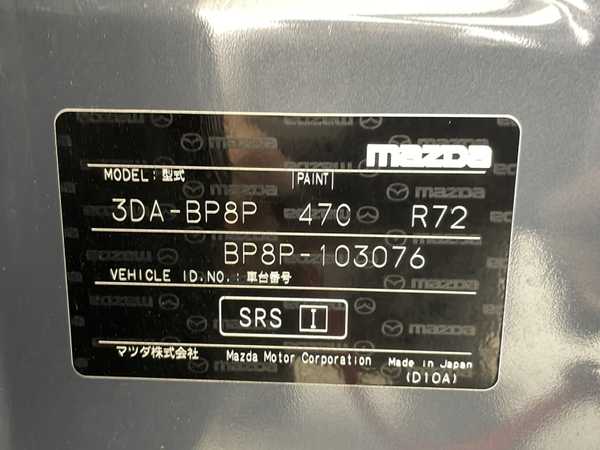 mazda
MODEL:型式 PAINT
3DA-BP8P 47C R72
BP8P-103076
VEHICLE ID.NO.:車台番号
SRS I
マツダ株式会社 Mazda Motor Corporation Made in Japan
(D10A)